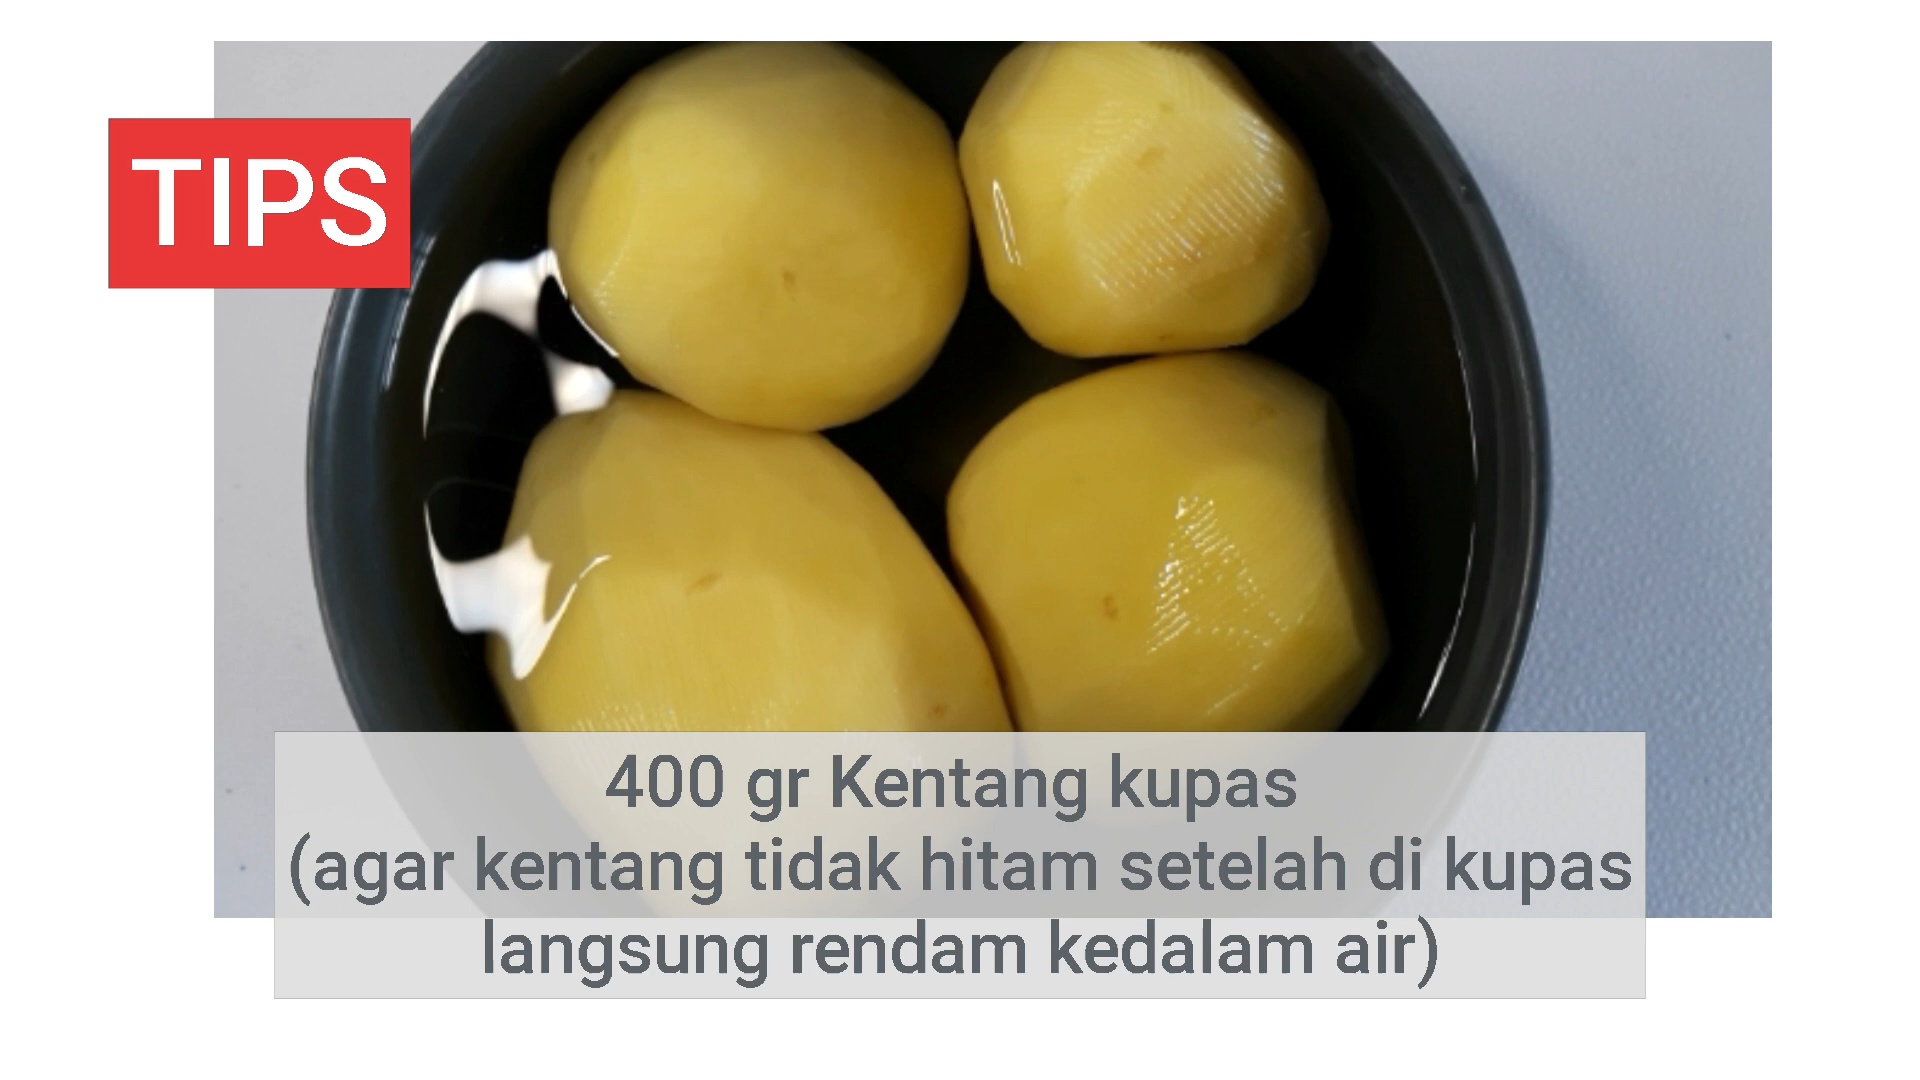 TIPS
400 gr Kentang kupas
(agar kentang tidak hitam setelah di kupas
langsung rendam kedalam air)